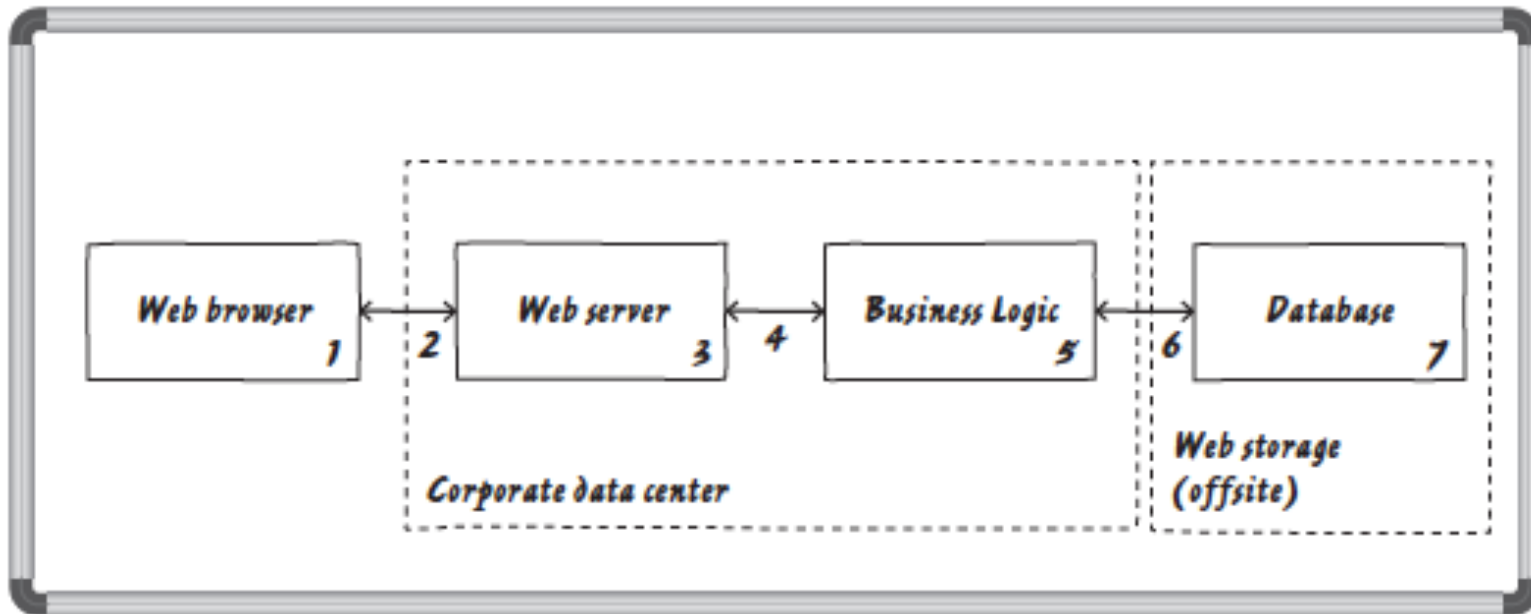 Web browser
1
2
Web server
3
4
Business Logic
5
6
Database
7
Corporate data center
Web storage
(offsite)